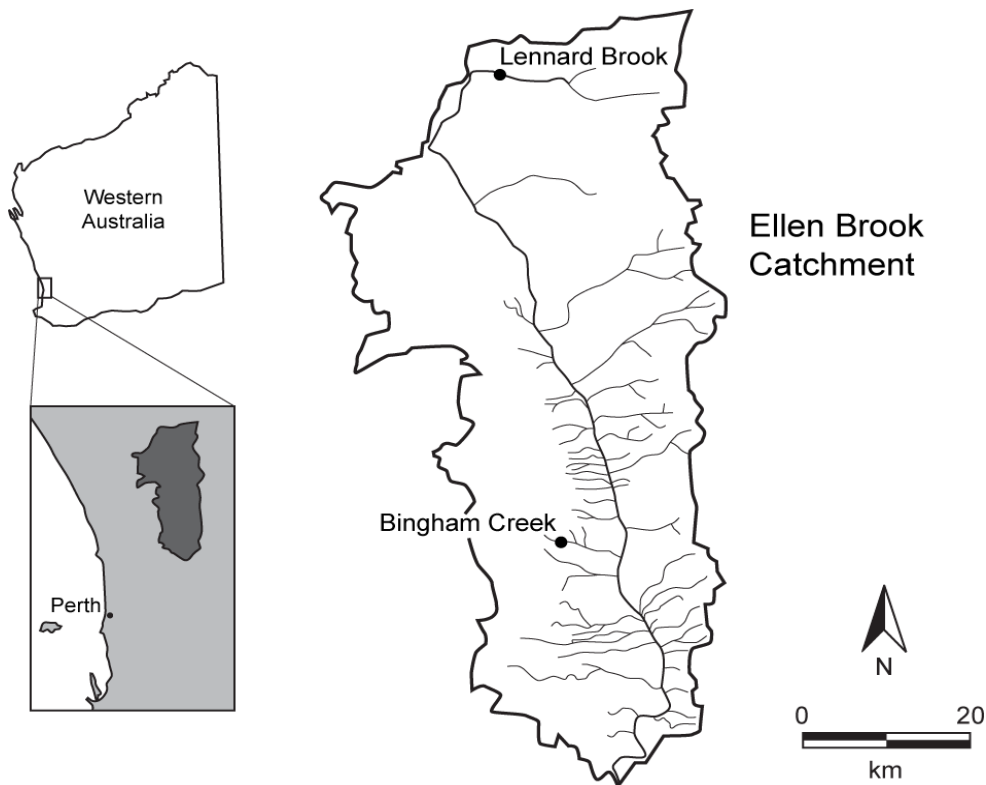 Lennard Brook
Western
Australia
Ellen Brook
Catchment
Bingham Creek
Perth
N
0 20
km